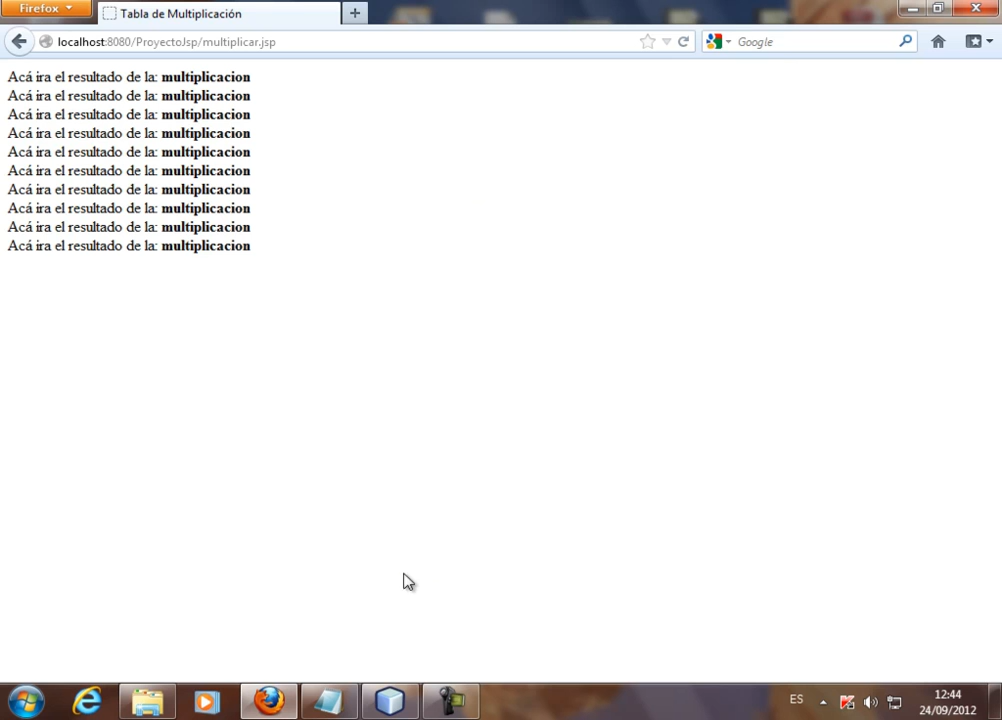 Firefox
Tabla de Multiplicación
localhost:8080/ProyectoJsp/multiplicar.jsp
Google
Acá ira el resultado de la: multiplicacion
Acá ira el resultado de la: multiplicacion
Acá ira el resultado de la: multiplicacion
Acá ira el resultado de la: multiplicacion
Acá ira el resultado de la: multiplicacion
Acá ira el resultado de la: multiplicacion
Acá ira el resultado de la: multiplicacion
Acá ira el resultado de la: multiplicacion
Acá ira el resultado de la: multiplicacion
Acá ira el resultado de la: multiplicacion
ES
12:44
24/09/2012